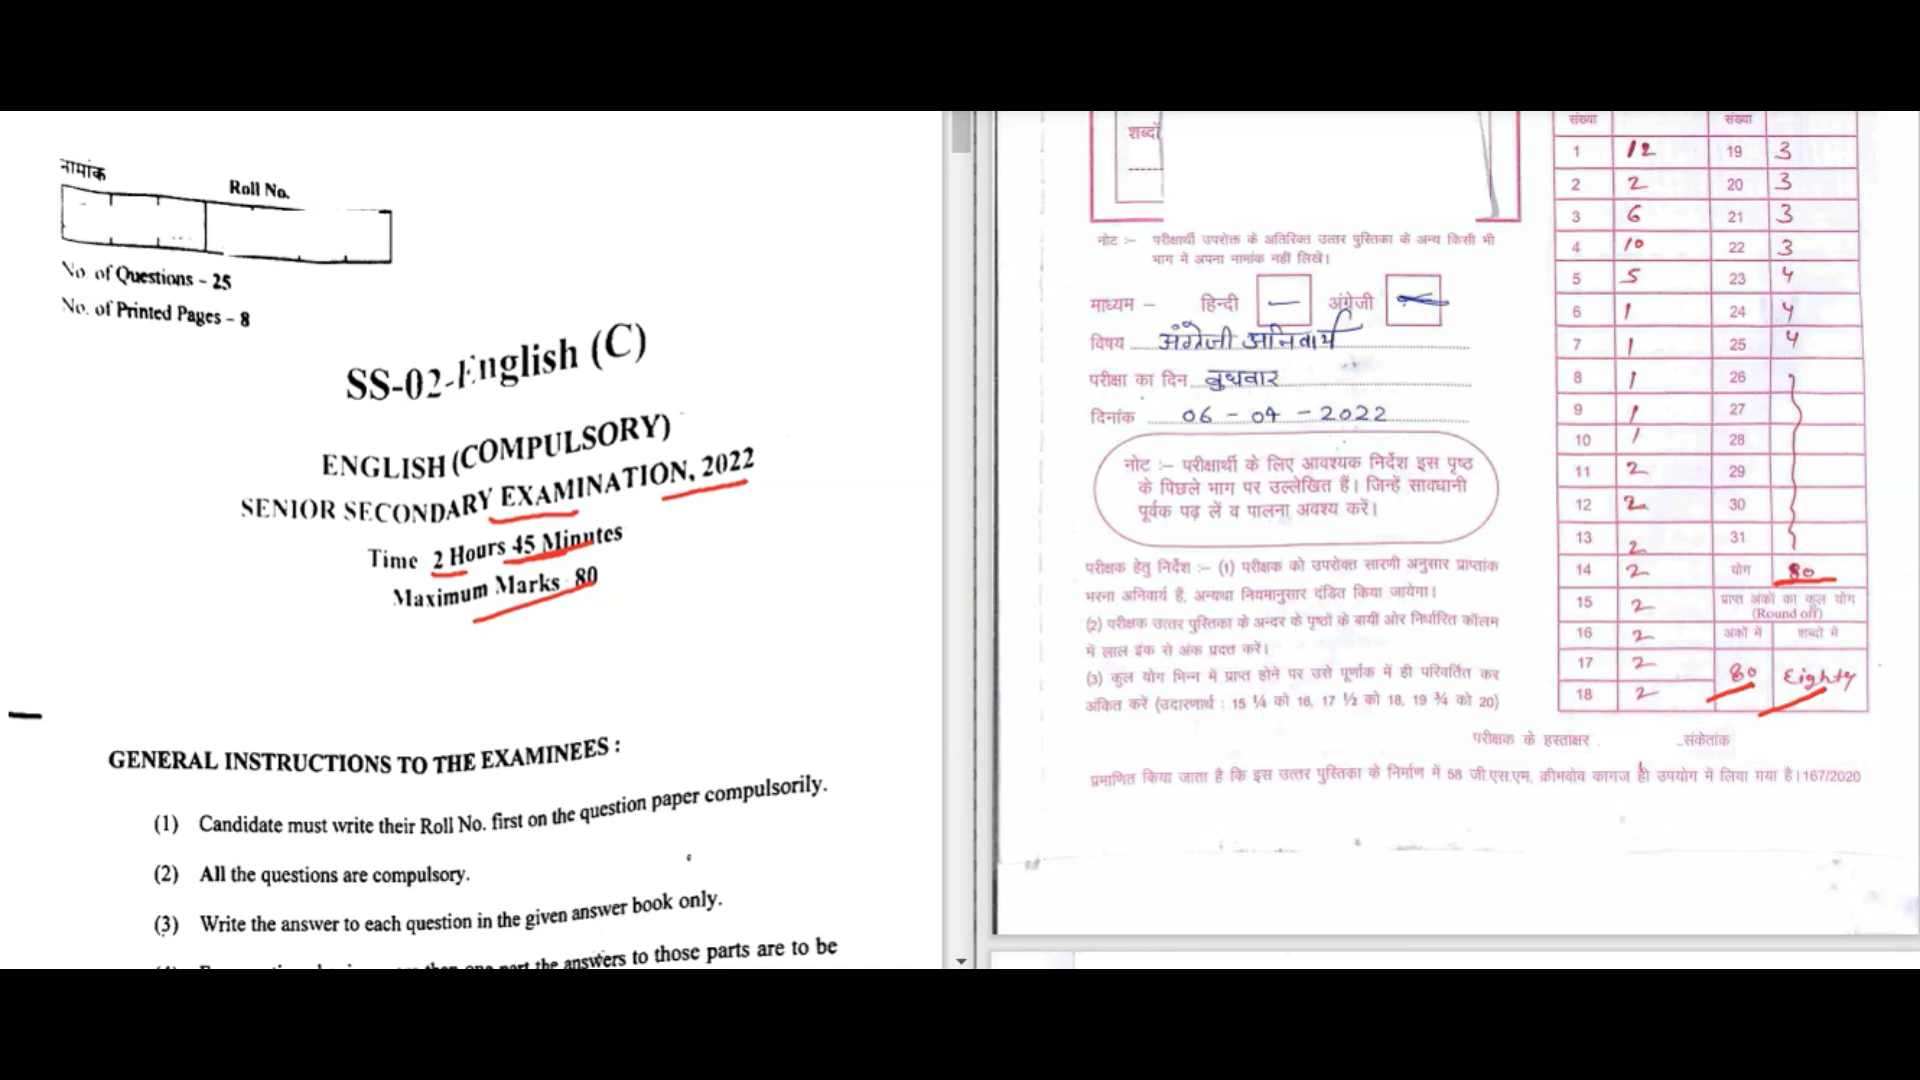 नामांक
Roll No.
No. of Questions - 25
No. of Printed Pages - 8
SS-02-English (C)
ENGLISH (COMPULSORY)
SENIOR SECONDARY EXAMINATION, 2022
Time 2 Hours 45 Minutes
Maximum Marks 80
GENERAL INSTRUCTIONS TO THE EXAMINEES :
(1) Candidate must write their Roll No. first on the question paper compulsorily.
(2) All the questions are compulsory.
(3) Write the answer to each question in the given answer book only.
the answers to those parts are to be
शब्दों
नोट :- परीक्षार्थी उपरोक्त के अतिरिक्त उत्तर पुस्तिका के अन्य किसी भी
भाग में अपना नामांक नहीं लिखें।
माध्यम - हिन्दी — अंग्रेजी
विषय अंग्रेजी अनिवार्य
परीक्षा का दिन बुधवार
दिनांक 06 - 04 - 2022
नोट :- परीक्षार्थी के लिए आवश्यक निर्देश इस पृष्ठ
के पिछले भाग पर उल्लेखित हैं। जिन्हें सावधानी
पूर्वक पढ़ लें व पालना अवश्य करें।
परीक्षक हेतु निर्देश :- (1) परीक्षक को उपरोक्त सारणी अनुसार प्राप्तांक
भरना अनिवार्य है, अन्यथा नियमानुसार दंडित किया जायेगा।
(2) परीक्षक उत्तर पुस्तिका के अन्दर के पृष्ठों के बायीं ओर निर्धारित कॉलम
में लाल इंक से अंक प्रदत करें।
(3) कुल योग भिन्न में प्राप्त होने पर उसे पूर्णांक में ही परिवर्तित कर
अंकित करें (उदारणार्थ : 15 ¼ को 16, 17 ½ को 18, 19 ¾ को 20)
संख्या संख्या
1 12 19 3
2 2 20 3
3 6 21 3
4 10 22 3
5 5 23 4
6 1 24 4
7 1 25 4
8 1 26
9 1 27
10 1 28
11 2 29
12 2 30
13 2 31
14 2 योग 80
15 2 प्राप्त अंकों का कुल योग
(Round off)
16 2 अंकों में शब्दों में
17 2 80 Eighty
18 2
परीक्षक के हस्ताक्षर . ..संकेतांक
प्रमाणित किया जाता है कि इस उत्तर पुस्तिका के निर्माण में 58 जी.एस.एम. क्रीमवोव कागज ही उपयोग में लिया गया है।167/2020